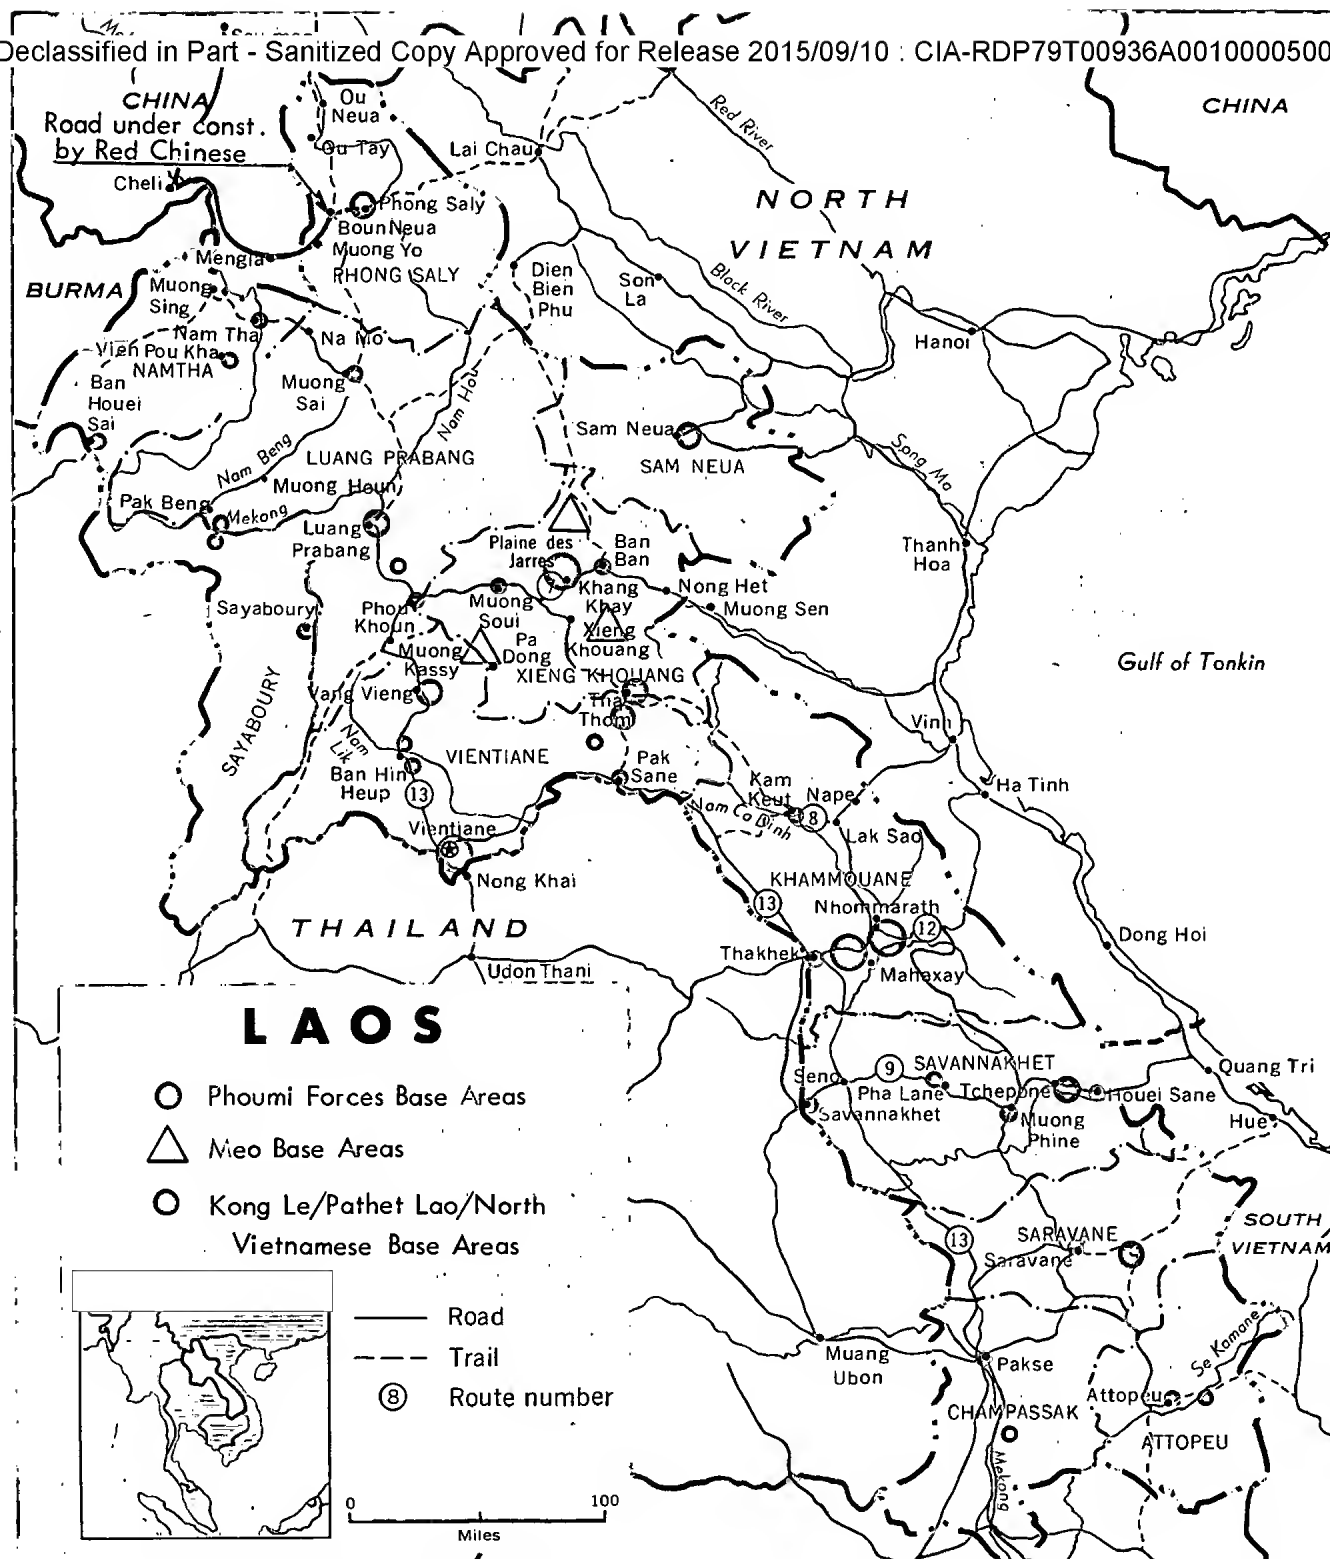 Declassified in Part - Sanitized Copy Approved for Release 2015/09/10 : CIA-RDP79T00936A0010000500
CHINA
Road under const.
by Red Chinese
Cheli
Ou
Neua
Ou Tay
Lai Chau
Red River
CHINA
NORTH
VIETNAM
Phong Saly
Boun Neua
Muong Yo
PHONG SALY
Mengla
BURMA
Muong
Sing
Nam Tha
Na Mo
Vien Pou Kha
NAMTHA
Ban
Houei
Sai
Muong
Sai
Dien
Bien
Phu
Son
La
Black River
Hanoi
Nam Hou
Nam Beng
LUANG PRABANG
Muong Houn
Pak Beng
Mekong
Luang
Prabang
Sam Neua
SAM NEUA
Song Ma
Thanh
Hoa
Plaine des
Jarres
Ban
Ban
7
Khang
Khay
Nong Het
Muong Sen
Sayaboury
Phou
Khoun
Muong
Soui
Xieng
Khouang
Muong
Kassy
Pa
Dong
XIENG KHOUANG
Gulf of Tonkin
SAYABOURY
Vang Vieng
Tha
Thom
Nam
Lik
VIENTIANE
Vinh
Ban Hin
Heup
13
Pak
Sane
Kam
Keut
Nape
Ha Tinh
Nam Ca Dinh
8
Lak Sao
Vientiane
Nong Khai
KHAMMOUANE
13
Nhommarath
12
THAILAND
Thakhek
Mahaxay
Dong Hoi
Udon Thani
LAOS
Phoumi Forces Base Areas
Meo Base Areas
Kong Le/Pathet Lao/North
Vietnamese Base Areas
Road
Trail
8
Route number
0
100
Miles
9
SAVANNAKHET
Seno
Pha Lane
Tchepone
Houei Sane
Quang Tri
Savannakhet
Muong
Phine
Hue
13
SARAVANE
Saravane
SOUTH
VIETNAM
Muang
Ubon
Pakse
Se Kamane
Attopeu
CHAMPASSAK
ATTOPEU
Mekong